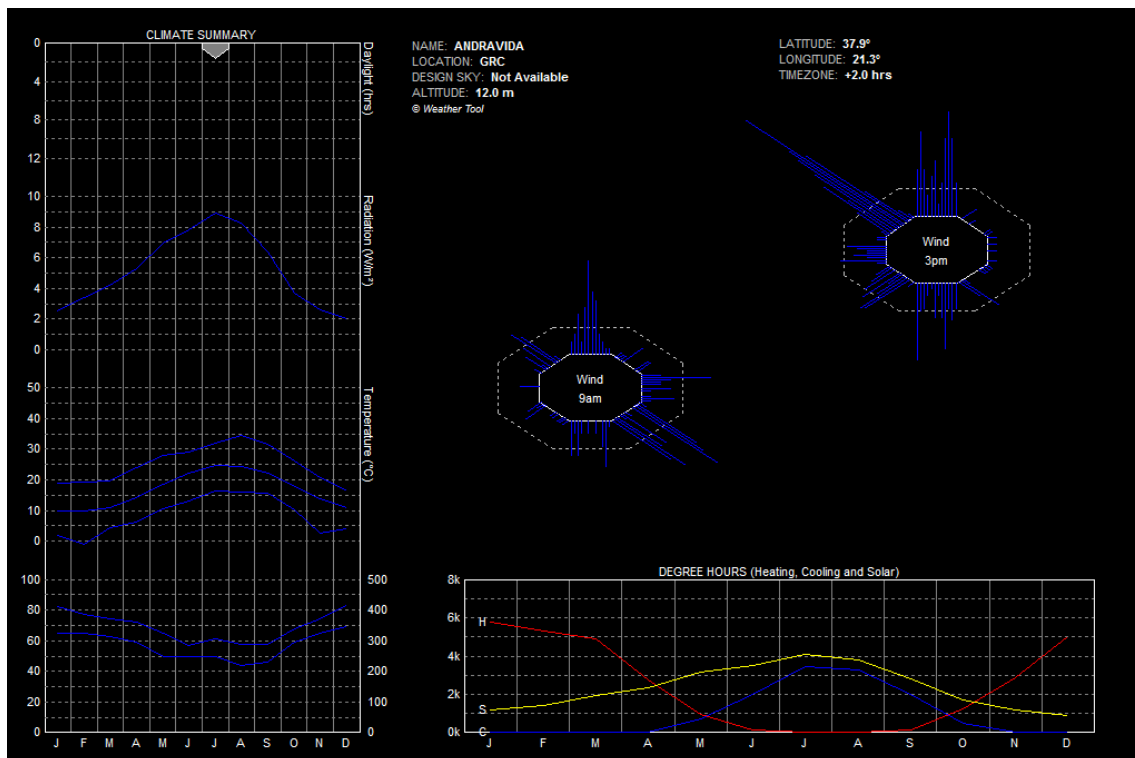 CLIMATE SUMMARY
NAME: ANDRAVIDA
LOCATION: GRC
DESIGN SKY: Not Available
ALTITUDE: 12.0 m
© Weather Tool
LATITUDE: 37.9º
LONGITUDE: 21.3º
TIMEZONE: +2.0 hrs
0
4
8
12
Daylight (hrs)
10
8
6
4
2
0
Radiation (W/m²)
50
40
30
20
10
0
Temperature (°C)
100
80
60
40
20
0
500
400
300
200
100
0
J F M A M J J A S O N D
Wind
9am
Wind
3pm
DEGREE HOURS (Heating, Cooling and Solar)
8k
6k
4k
2k
0k
H
S
C
J F M A M J J A S O N D